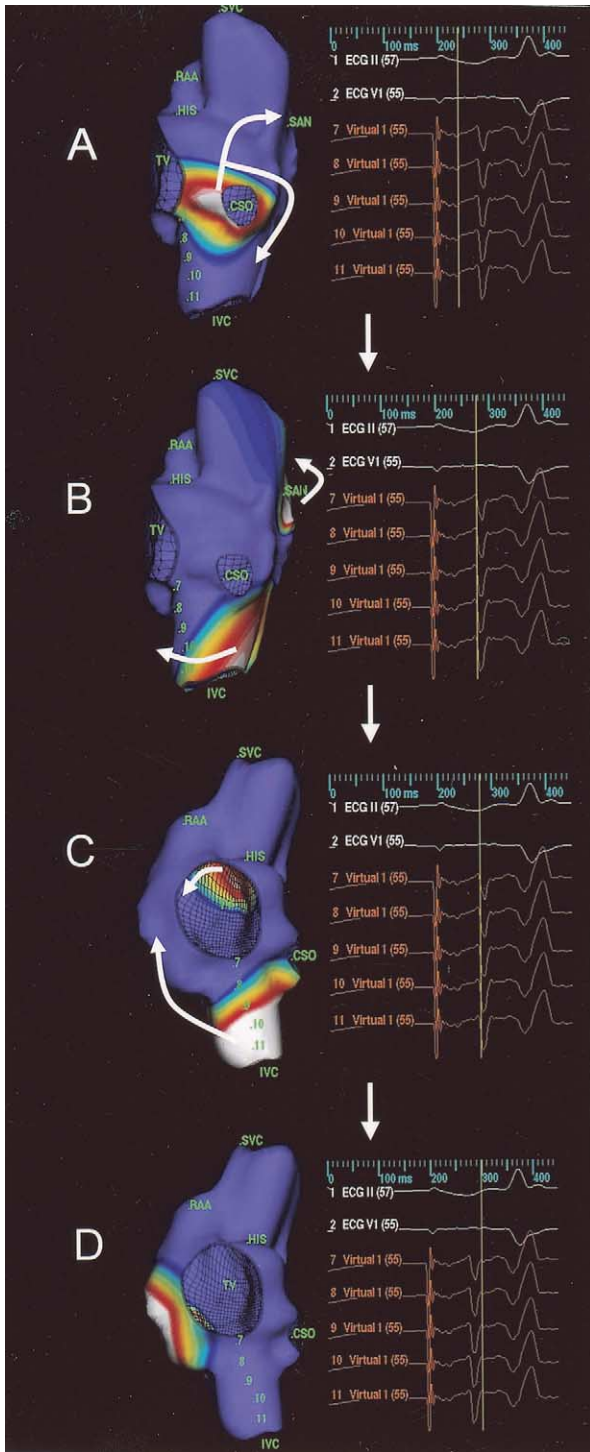 A
.SVC
.RAA
.HIS
.SAN
TV
.CSO
.8
.9
.10
.11
IVC
0 100 ms 200 300 400
1 ECG II (57)
2 ECG V1 (55)
7 Virtual 1 (55)
8 Virtual 1 (55)
9 Virtual 1 (55)
10 Virtual 1 (55)
11 Virtual 1 (55)
B
.SVC
.RAA
.HIS
.SAN
TV
.CSO
.7
.8
.9
IVC
0 100 ms 200 300 400
1 ECG II (57)
2 ECG V1 (55)
7 Virtual 1 (55)
8 Virtual 1 (55)
9 Virtual 1 (55)
10 Virtual 1 (55)
11 Virtual 1 (55)
C
.SVC
.RAA
.HIS
.CSO
.7
.10
.11
IVC
0 100 ms 200 300 400
1 ECG II (57)
2 ECG V1 (55)
7 Virtual 1 (55)
8 Virtual 1 (55)
9 Virtual 1 (55)
10 Virtual 1 (55)
11 Virtual 1 (55)
D
.SVC
.RAA
.HIS
TV
.CSO
.7
8
.9
.10
.11
IVC
0 100 ms 200 300 400
1 ECG II (57)
2 ECG V1 (55)
7 Virtual 1 (55)
8 Virtual 1 (55)
9 Virtual 1 (55)
10 Virtual 1 (55)
11 Virtual 1 (55)